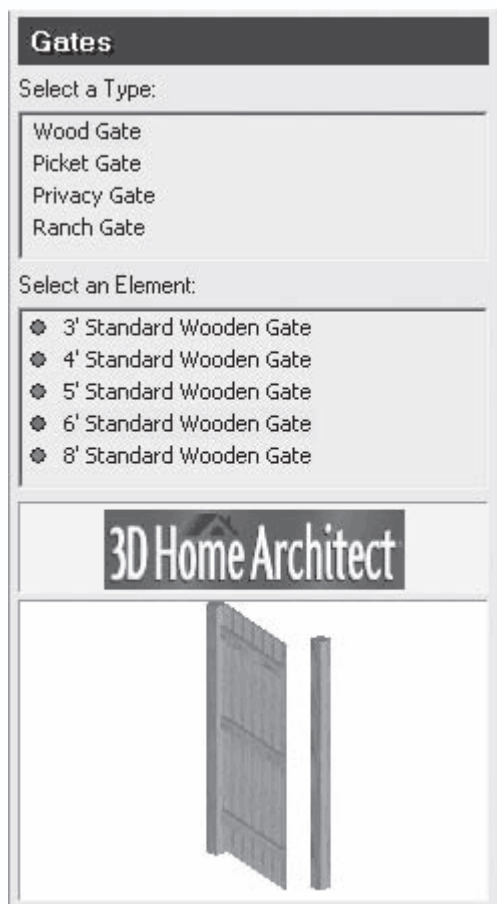 Gates
Select a Type:
Wood Gate
Picket Gate
Privacy Gate
Ranch Gate
Select an Element:
3' Standard Wooden Gate
4' Standard Wooden Gate
5' Standard Wooden Gate
6' Standard Wooden Gate
8' Standard Wooden Gate
3D Home Architect